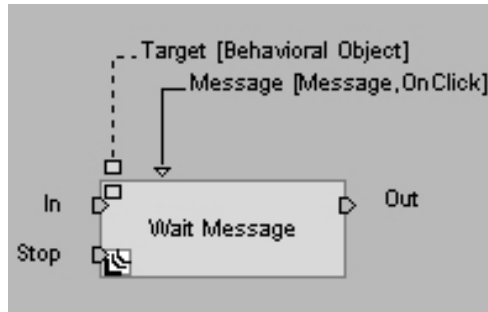 Target [Behavioral Object]
Message [Message,OnClick]
In
Out
Wait Message
Stop